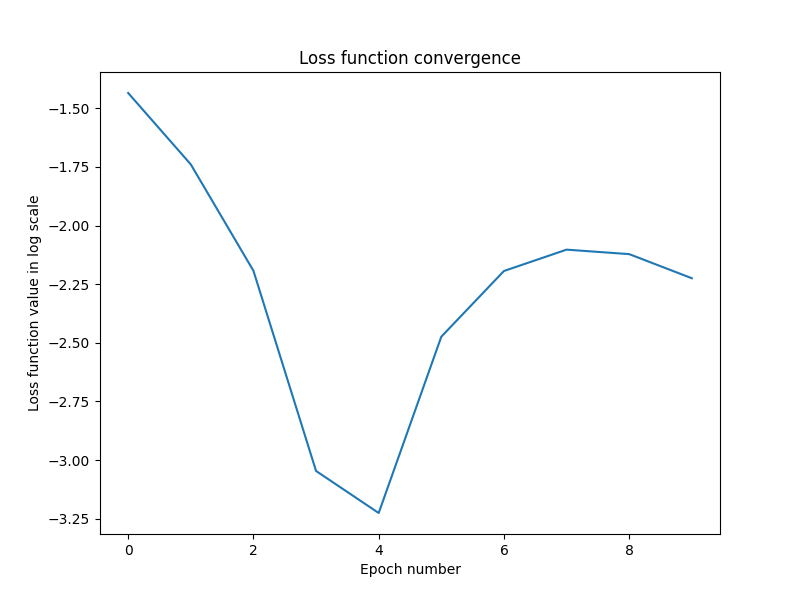 Loss function convergence
Loss function value in log scale
−1.50
−1.75
−2.00
−2.25
−2.50
−2.75
−3.00
−3.25
0 2 4 6 8
Epoch number